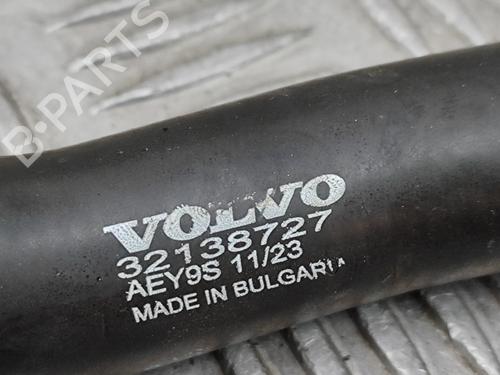 VOLVO
32138727
AEY9S 11/23
MADE IN BULGARIA
B-Parts